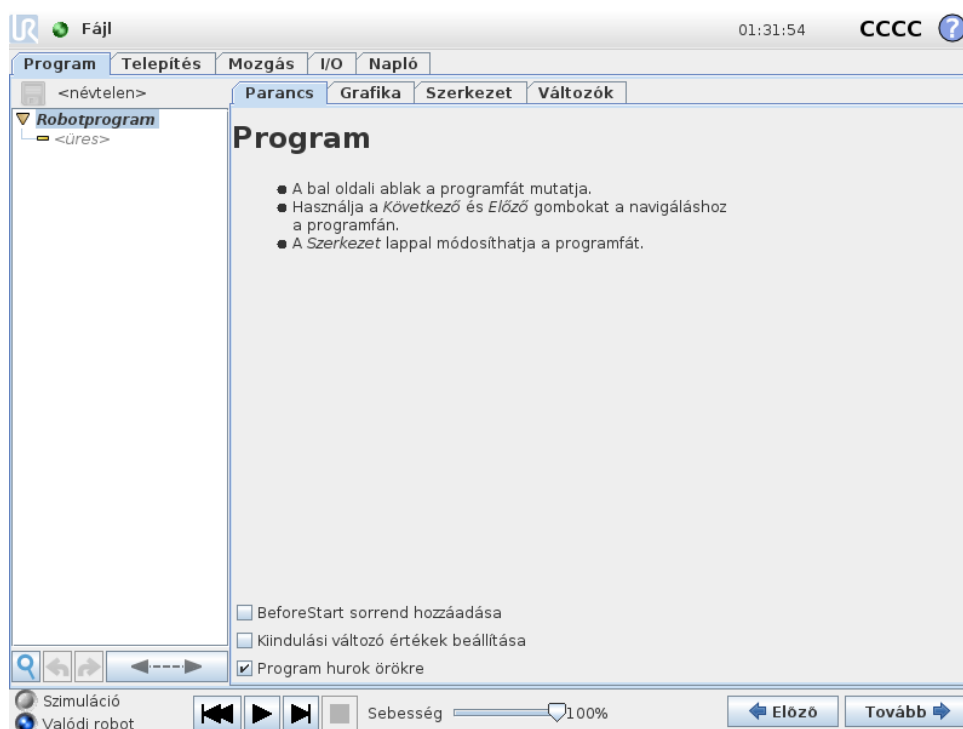 Fájl
01:31:54
CCCC
?
Program
Telepítés
Mozgás
I/O
Napló
<névtelen>
Parancs
Grafika
Szerkezet
Változók
Robotprogram
<üres>
Program
A bal oldali ablak a programfát mutatja.
Használja a Következő és Előző gombokat a navigáláshoz
a programfán.
A Szerkezet lappal módosíthatja a programfát.
BeforeStart sorrend hozzáadása
Kiindulási változó értékek beállítása
Program hurok örökre
Szimuláció
Valódi robot
Sebesség
100%
Előző
Tovább